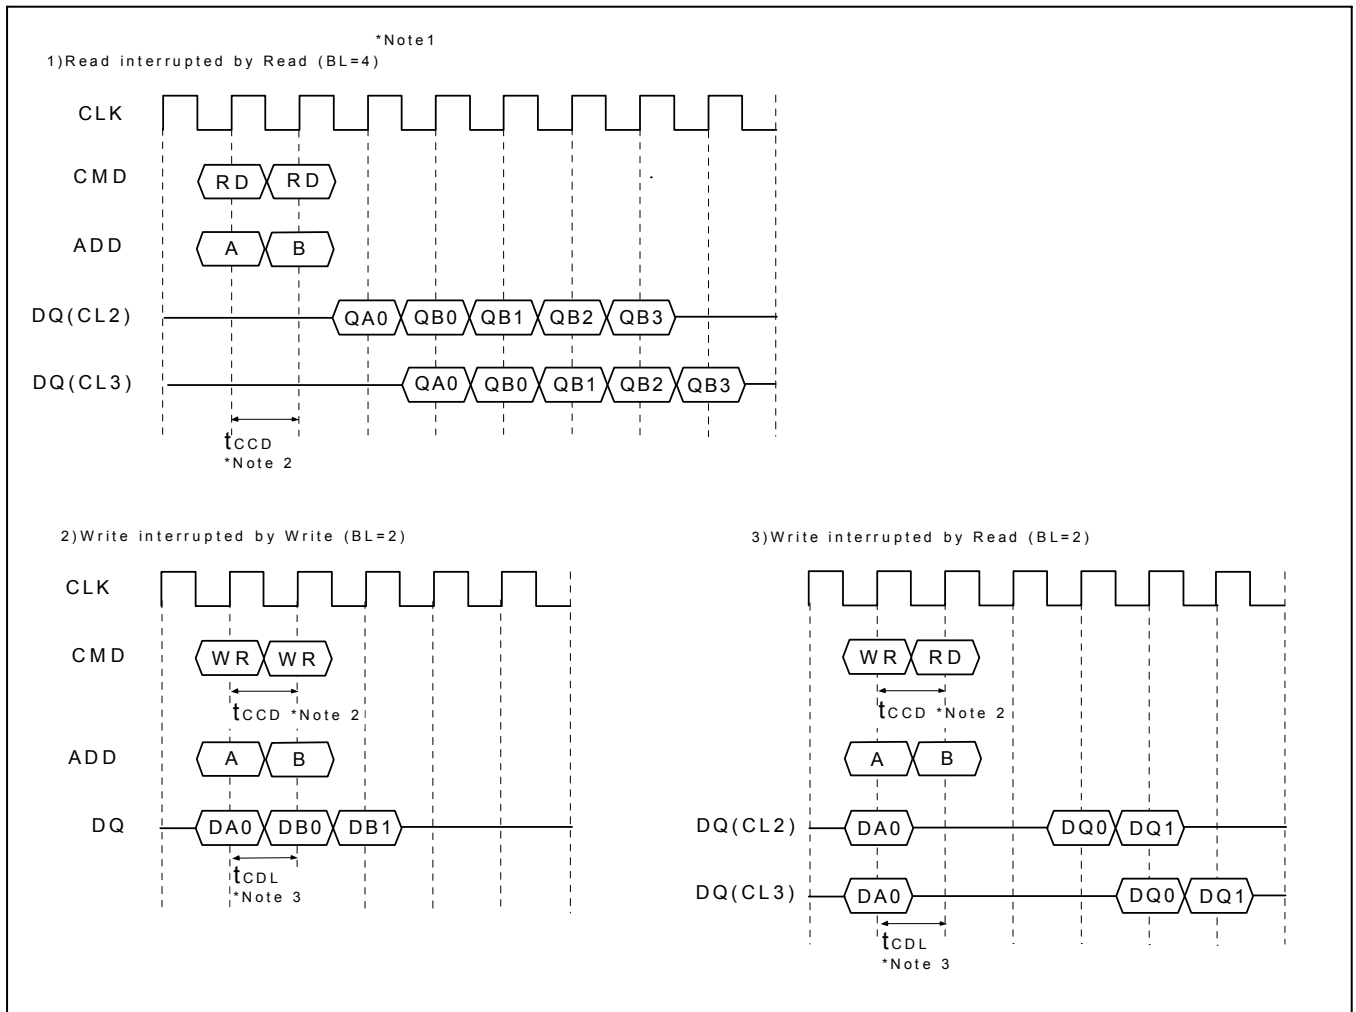 *Note1
1)Read interrupted by Read (BL=4)
CLK
CMD RD RD
ADD A B
DQ(CL2) QA0 QB0 QB1 QB2 QB3
DQ(CL3) QA0 QB0 QB1 QB2 QB3
tCCD
*Note 2
2)Write interrupted by Write (BL=2)
CLK
CMD WR WR
tCCD *Note 2
ADD A B
DQ DA0 DB0 DB1
tCDL
*Note 3
3)Write interrupted by Read (BL=2)
CLK
CMD WR RD
tCCD *Note 2
ADD A B
DQ(CL2) DA0 DQ0 DQ1
DQ(CL3) DA0 DQ0 DQ1
tCDL
*Note 3